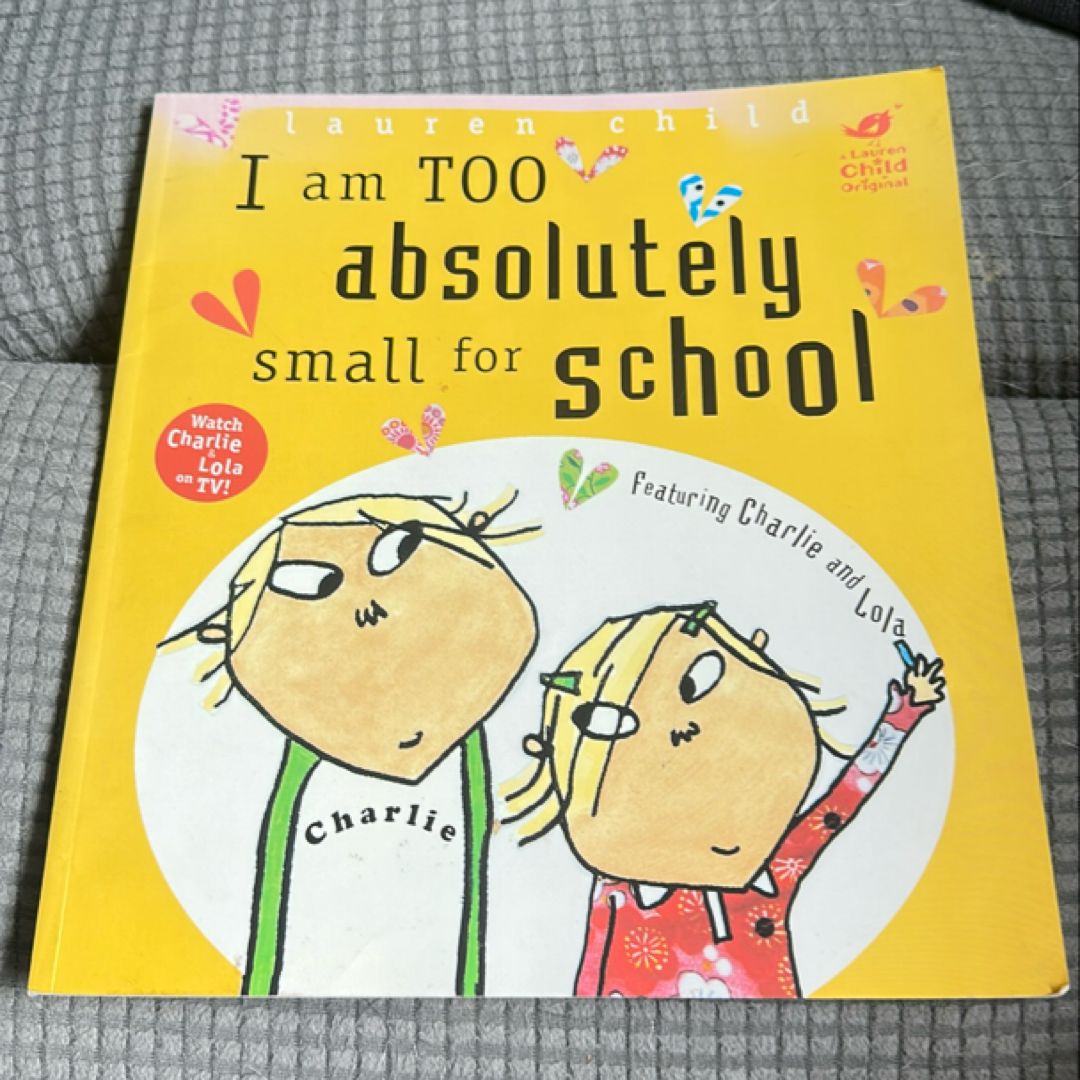 lauren child
I am TOO
absolutely
small for school
a Lauren
Child
Original
Watch
Charlie
&
Lola
on TV!
Featuring Charlie and Lola
Charlie